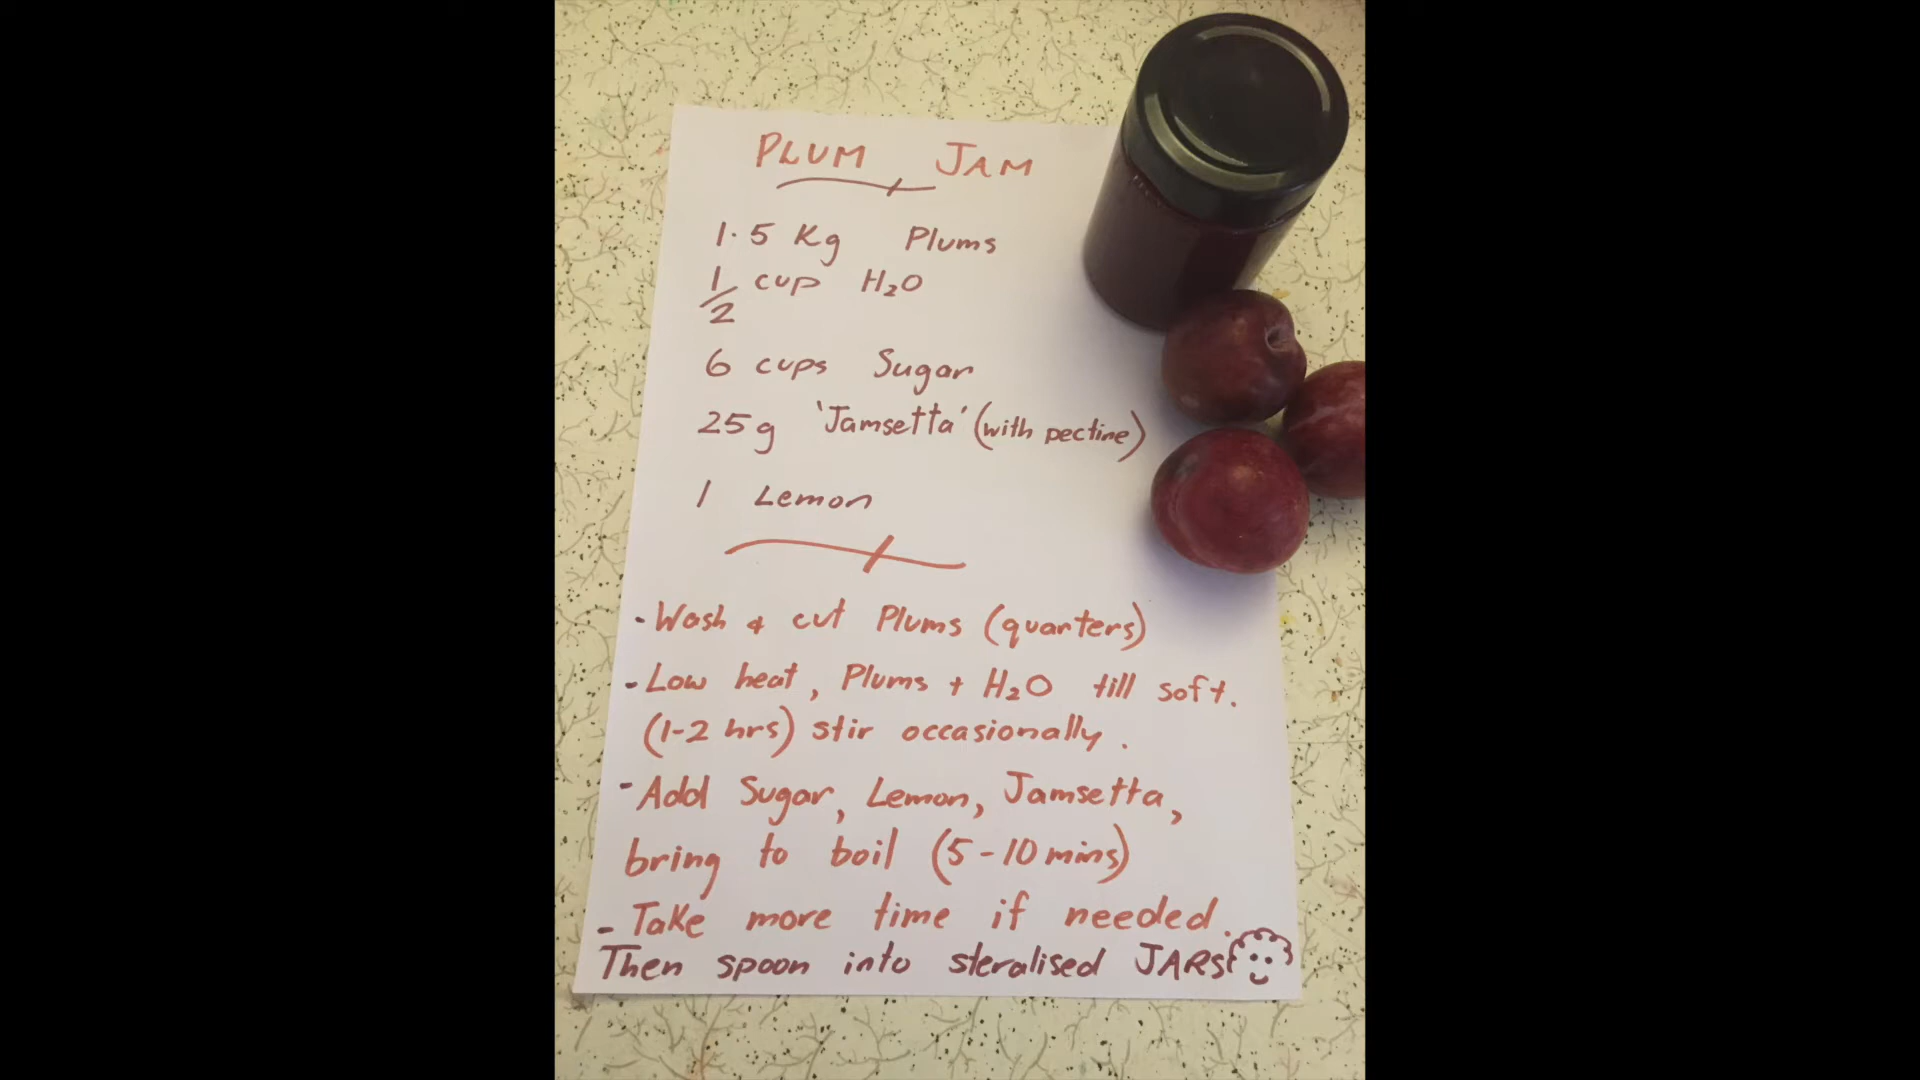 PLUM JAM
1.5 Kg Plums
1/2 cup H₂O
6 cups Sugar
25g 'Jamsetta' (with pectine)
1 Lemon
- Wash & cut Plums (quarters)
- Low heat, Plums + H₂O till soft.
(1-2 hrs) stir occasionally.
- Add Sugar, Lemon, Jamsetta,
bring to boil (5-10 mins)
- Take more time if needed.
Then spoon into steralised JARS